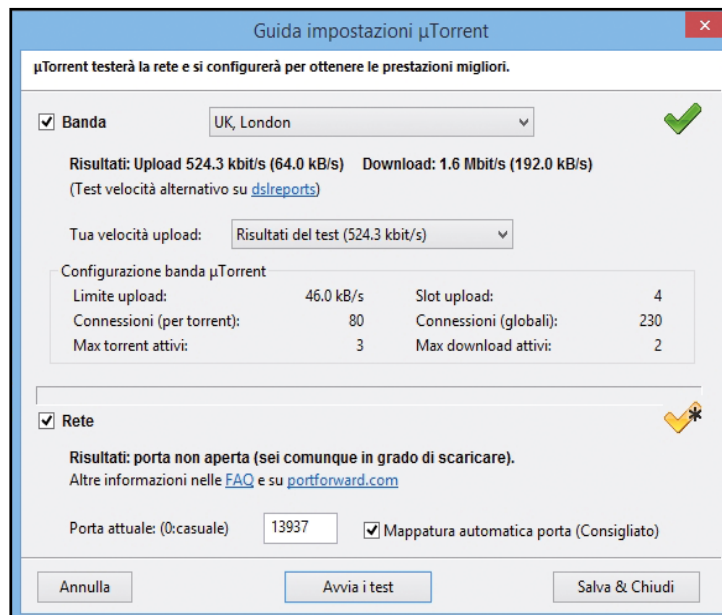 Guida impostazioni µTorrent
µTorrent testerà la rete e si configurerà per ottenere le prestazioni migliori.
Banda UK, London
Risultati: Upload 524.3 kbit/s (64.0 kB/s) Download: 1.6 Mbit/s (192.0 kB/s)
(Test velocità alternativo su dslreports)
Tua velocità upload: Risultati del test (524.3 kbit/s)
Configurazione banda µTorrent
Limite upload: 46.0 kB/s Slot upload: 4
Connessioni (per torrent): 80 Connessioni (globali): 230
Max torrent attivi: 3 Max download attivi: 2
Rete
Risultati: porta non aperta (sei comunque in grado di scaricare).
Altre informazioni nelle FAQ e su portforward.com
Porta attuale: (0:casuale) 13937 Mappatura automatica porta (Consigliato)
Annulla Avvia i test Salva & Chiudi